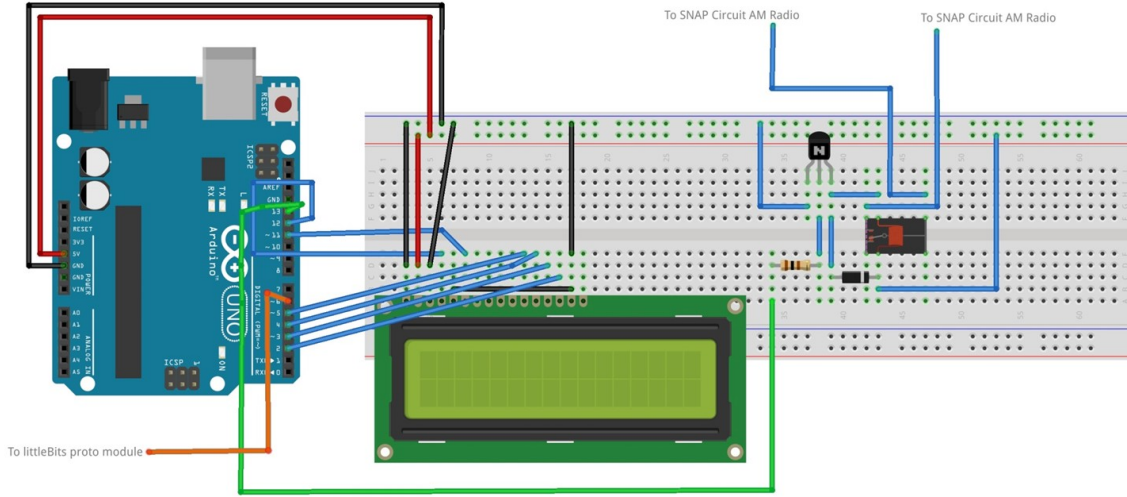 To SNAP Circuit AM Radio
To SNAP Circuit AM Radio
RESET
ICSP2
L
TX
RX
AREF
GND
13
12
~11
~10
~9
8
IOREF
RESET
3V3
5V
GND
GND
VIN
POWER
Arduino
UNO
DIGITAL (PWM~)
7
~6
~5
4
~3
2
TX▸1
RX◂0
A0
A1
A2
A3
A4
A5
ANALOG IN
ICSP
1
ON
N
To littleBits proto module